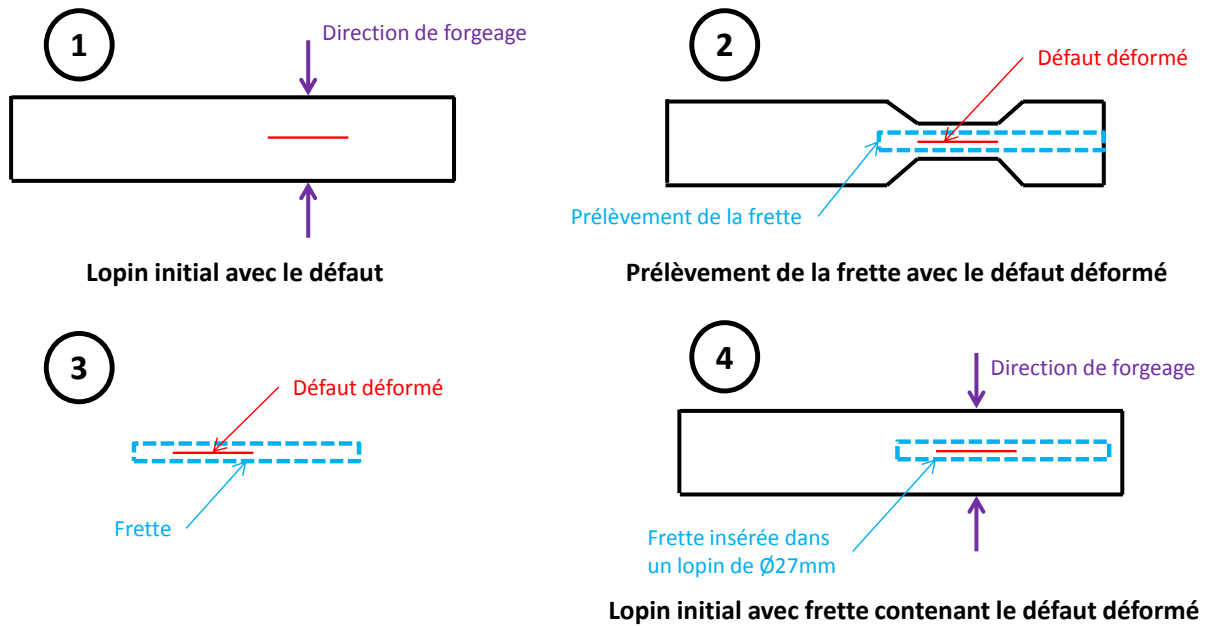 1
Direction de forgeage
Lopin initial avec le défaut
2
Défaut déformé
Prélèvement de la frette
Prélèvement de la frette avec le défaut déformé
3
Défaut déformé
Frette
4
Direction de forgeage
Frette insérée dans
un lopin de Ø27mm
Lopin initial avec frette contenant le défaut déformé